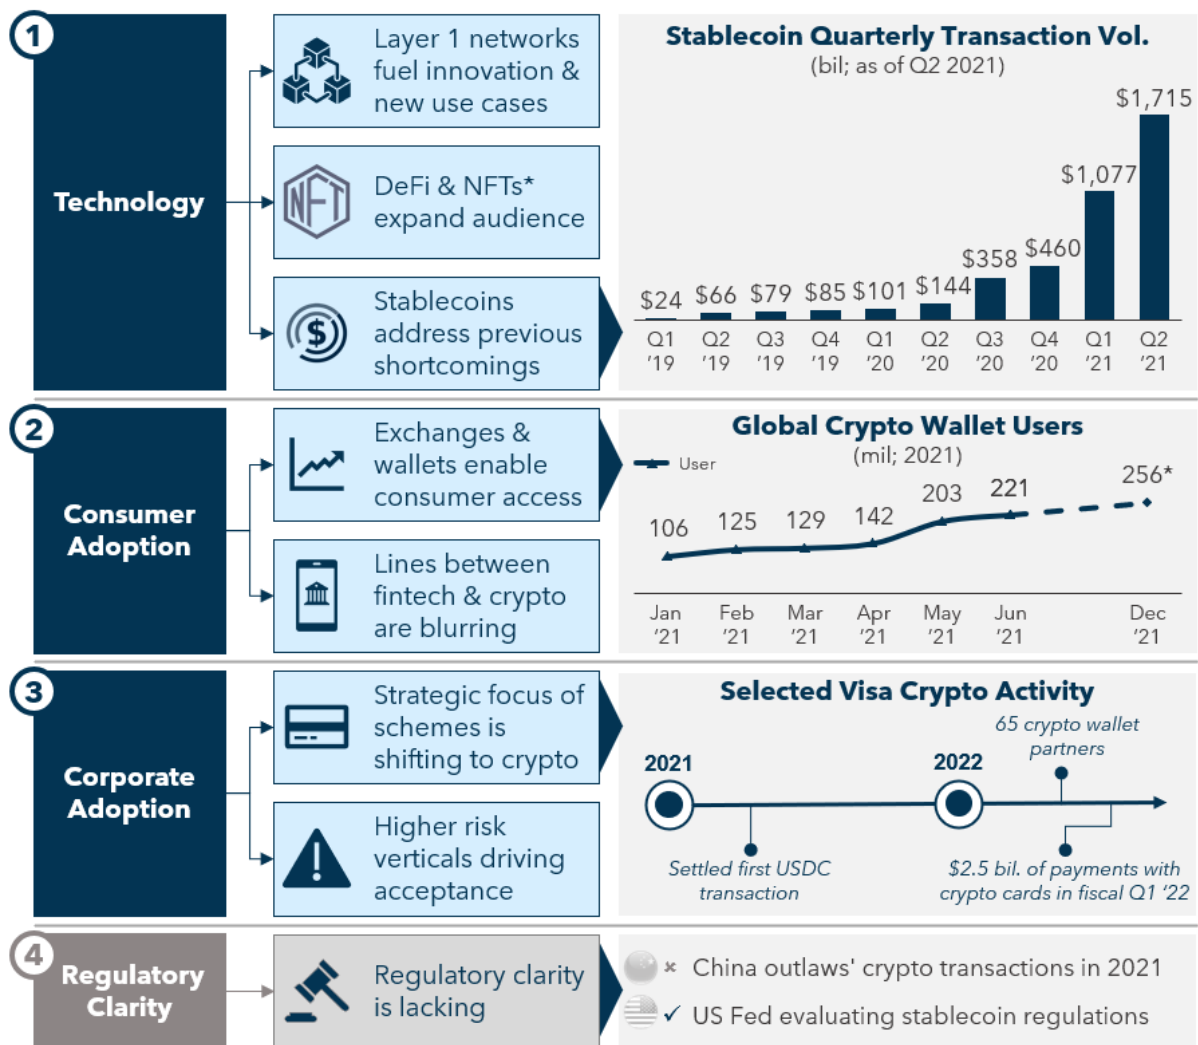 1
Technology
Layer 1 networks
fuel innovation &
new use cases
NFT
DeFi & NFTs*
expand audience
$
Stablecoins
address previous
shortcomings
Stablecoin Quarterly Transaction Vol.
(bil; as of Q2 2021)
$24 $66 $79 $85 $101 $144 $358 $460 $1,077 $1,715
Q1 Q2 Q3 Q4 Q1 Q2 Q3 Q4 Q1 Q2
'19 '19 '19 '19 '20 '20 '20 '20 '21 '21
2
Consumer
Adoption
Exchanges &
wallets enable
consumer access
Lines between
fintech & crypto
are blurring
Global Crypto Wallet Users
(mil; 2021)
User
106 125 129 142 203 221 256*
Jan Feb Mar Apr May Jun Dec
'21 '21 '21 '21 '21 '21 '21
3
Corporate
Adoption
Strategic focus of
schemes is
shifting to crypto
Higher risk
verticals driving
acceptance
Selected Visa Crypto Activity
65 crypto wallet
partners
2021 2022
Settled first USDC
transaction
$2.5 bil. of payments with
crypto cards in fiscal Q1 '22
4
Regulatory
Clarity
Regulatory clarity
is lacking
China outlaws' crypto transactions in 2021
US Fed evaluating stablecoin regulations